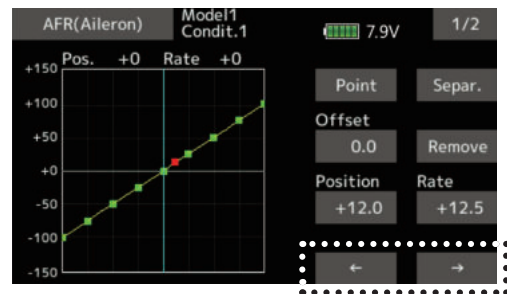 AFR(Aileron) Model1 Condit.1 7.9V 1/2
Pos. +0 Rate +0
+150
+100
+50
+0
-50
-100
-150
Point Separ.
Offset
0.0 Remove
Position Rate
+12.0 +12.5
← →